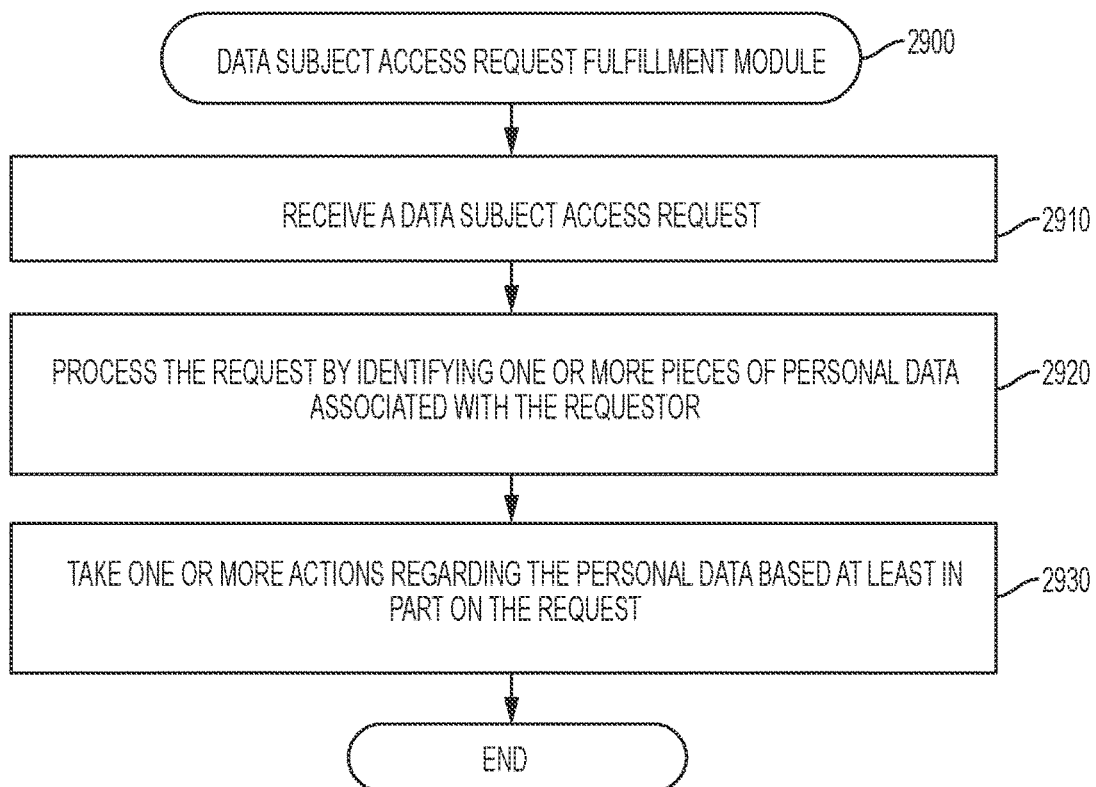 DATA SUBJECT ACCESS REQUEST FULFILLMENT MODULE
2900
RECEIVE A DATA SUBJECT ACCESS REQUEST
2910
PROCESS THE REQUEST BY IDENTIFYING ONE OR MORE PIECES OF PERSONAL DATA
ASSOCIATED WITH THE REQUESTOR
2920
TAKE ONE OR MORE ACTIONS REGARDING THE PERSONAL DATA BASED AT LEAST IN
PART ON THE REQUEST
2930
END